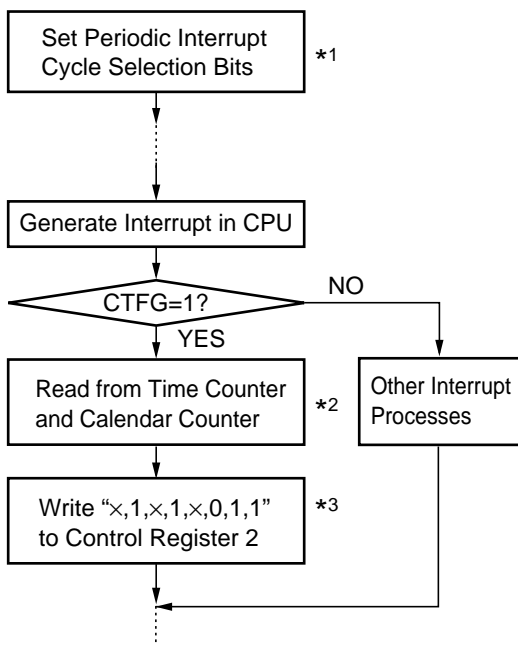 Set Periodic Interrupt
Cycle Selection Bits
*1
Generate Interrupt in CPU
CTFG=1?
NO
YES
Read from Time Counter
and Calendar Counter
*2
Other Interrupt
Processes
Write “×,1,×,1,×,0,1,1”
to Control Register 2
*3